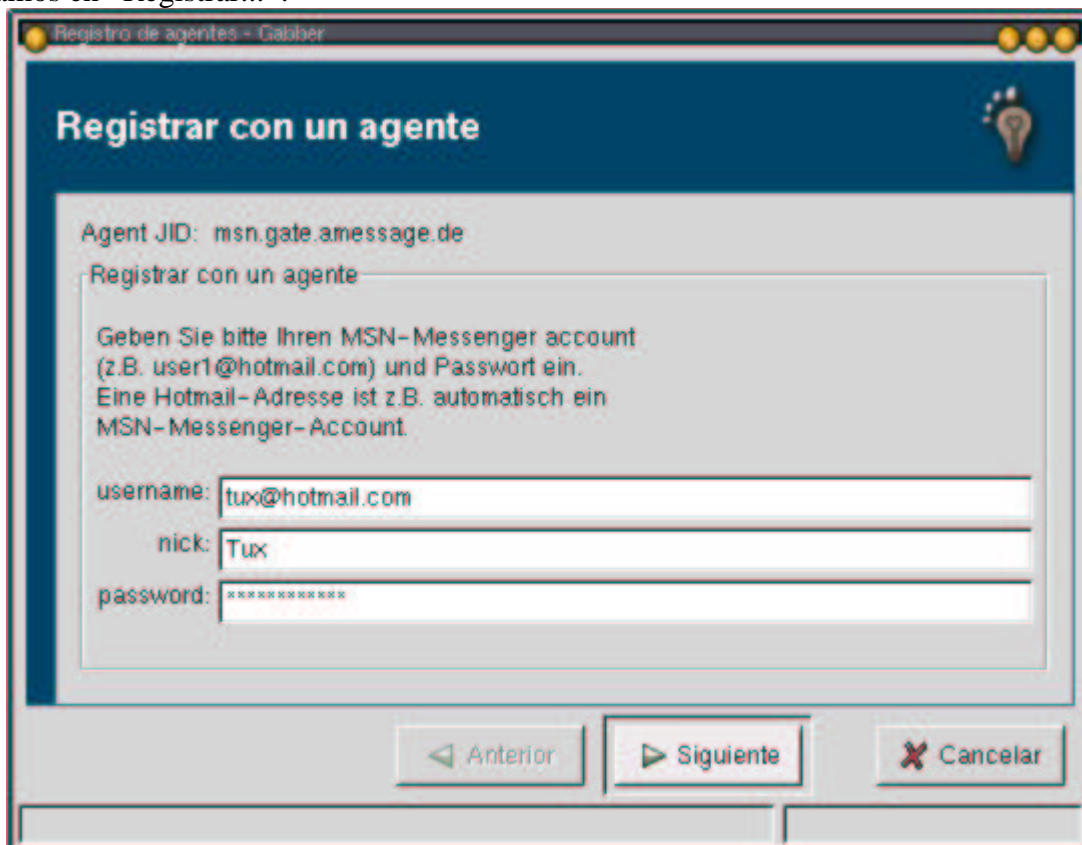 en "Registrar...".
Registro de agentes - Gabber
Registrar con un agente
Agent JID: msn.gate.amessage.de
Registrar con un agente
Geben Sie bitte Ihren MSN-Messenger account
(z.B. user1@hotmail.com) und Passwort ein.
Eine Hotmail-Adresse ist z.B. automatisch ein
MSN-Messenger-Account.
username: tux@hotmail.com
nick: Tux
password: ************
Anterior
Siguiente
Cancelar